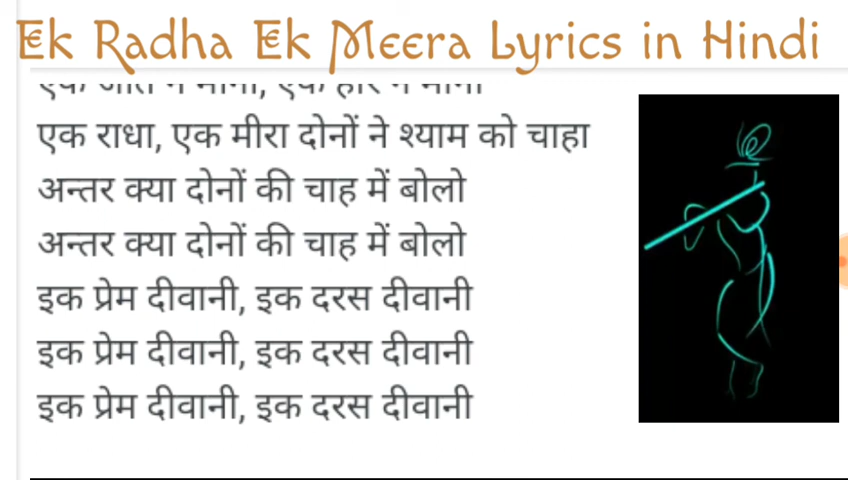 Ek Radha Ek Meera Lyrics in Hindi
एक राधा, एक मीरा दोनों ने श्याम को चाहा
अन्तर क्या दोनों की चाह में बोलो
अन्तर क्या दोनों की चाह में बोलो
इक प्रेम दीवानी, इक दरस दीवानी
इक प्रेम दीवानी, इक दरस दीवानी
इक प्रेम दीवानी, इक दरस दीवानी